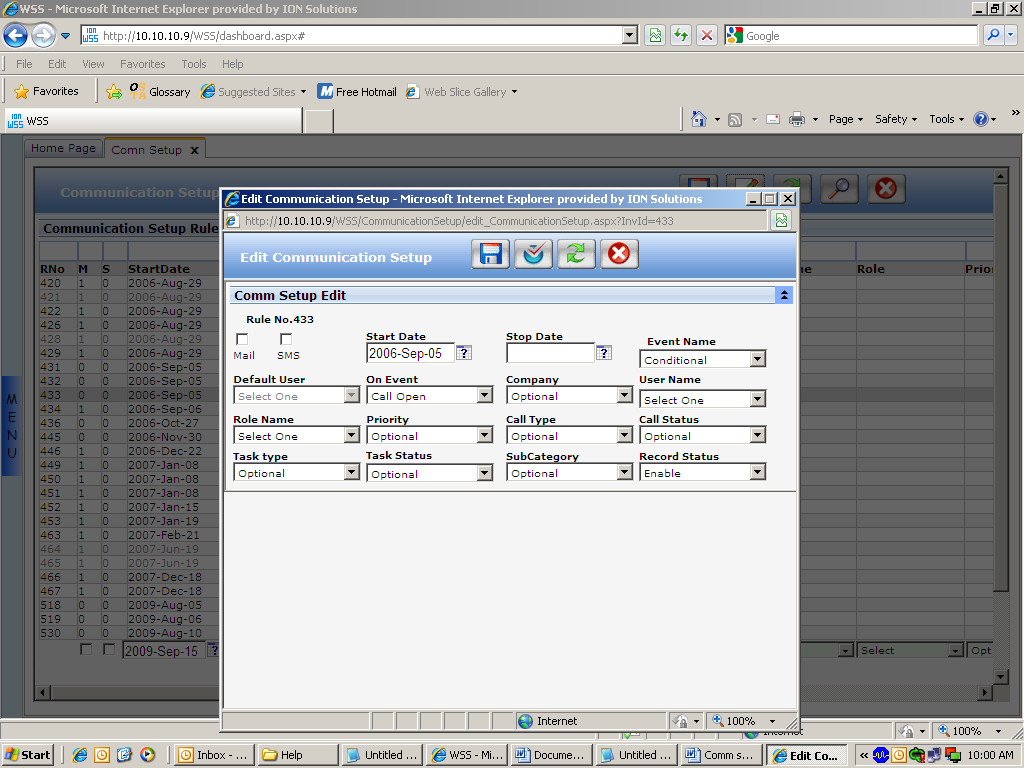 WSS - Microsoft Internet Explorer provided by ION Solutions
ION WSS http://10.10.10.9/WSS/dashboard.aspx# Google
File Edit View Favorites Tools Help
Favorites Glossary Suggested Sites Free Hotmail Web Slice Gallery
ION WSS WSS Page Safety Tools »
Home Page Comn Setup x
Communication Setup
Communication Setup Rule
RNo M S StartDate Role
420 1 0 2006-Aug-29
421 1 0 2006-Aug-29
422 1 0 2006-Aug-29
426 1 0 2006-Aug-29
428 1 0 2006-Aug-29
429 1 0 2006-Aug-29
431 0 0 2006-Sep-05
432 0 0 2006-Sep-05
433 0 0 2006-Sep-05
434 1 0 2006-Sep-06
436 0 0 2006-Oct-27
445 0 0 2006-Nov-30
446 0 0 2006-Dec-22
449 1 0 2007-Jan-08
450 1 0 2007-Jan-08
451 1 0 2007-Jan-08
452 1 0 2007-Jan-15
453 1 0 2007-Jan-19
463 1 0 2007-Feb-21
464 1 0 2007-Jun-19
465 1 0 2007-Jun-19
466 1 0 2007-Dec-18
467 1 0 2007-Dec-18
518 0 0 2009-Aug-05
519 0 0 2009-Aug-06
530 0 0 2009-Aug-10
2009-Sep-15 ? Select Opt
MENU
Edit Communication Setup - Microsoft Internet Explorer provided by ION Solutions
http://10.10.10.9/WSS/CommunicationSetup/edit_CommunicationSetup.aspx?InvId=433
Edit Communication Setup
Comm Setup Edit
Rule No.433
Mail SMS
Start Date Stop Date Event Name
2006-Sep-05 ? ? Conditional
Default User On Event Company User Name
Select One Call Open Optional Select One
Role Name Priority Call Type Call Status
Select One Optional Optional Optional
Task type Task Status SubCategory Record Status
Optional Optional Optional Enable
Internet 100%
Internet 100%
Start Inbox - ... Help Untitled ... WSS - Mi... Docume... Untitled ... Comm s... Edit Co... « 10:00 AM